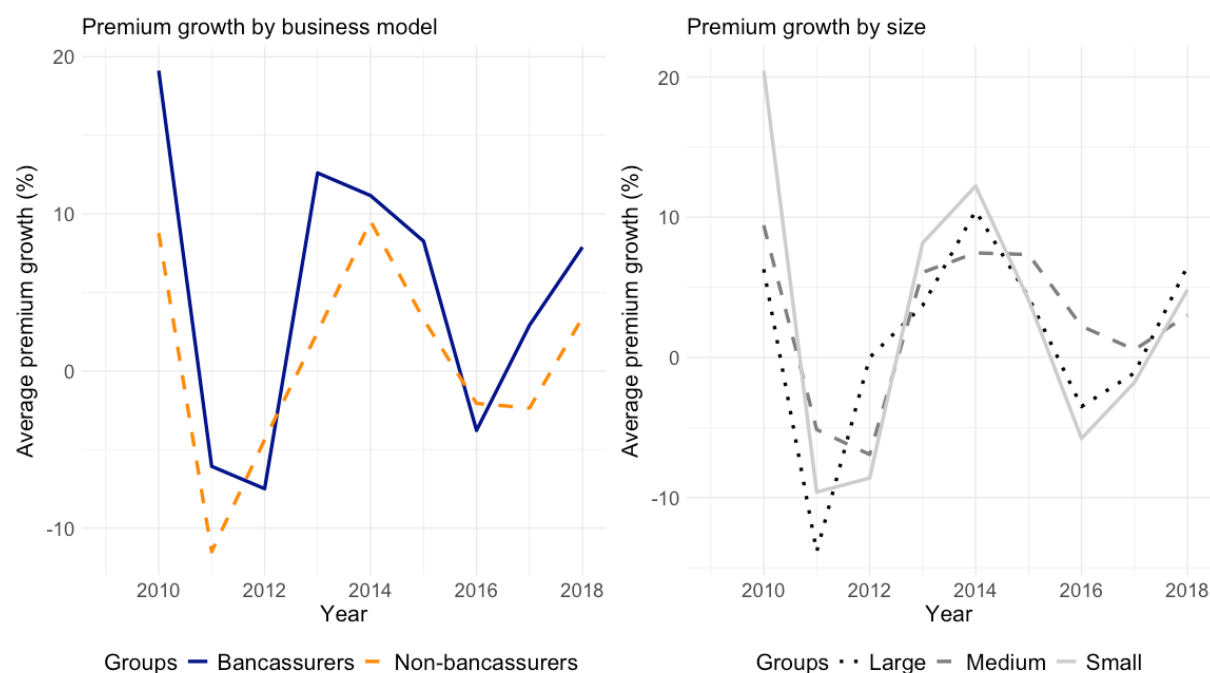 Premium growth by business model
Average premium growth (%)
20
10
0
-10
2010 2012 2014 2016 2018
Year
Groups Bancassurers Non-bancassurers
Premium growth by size
Average premium growth (%)
20
10
0
-10
2010 2012 2014 2016 2018
Year
Groups Large Medium Small